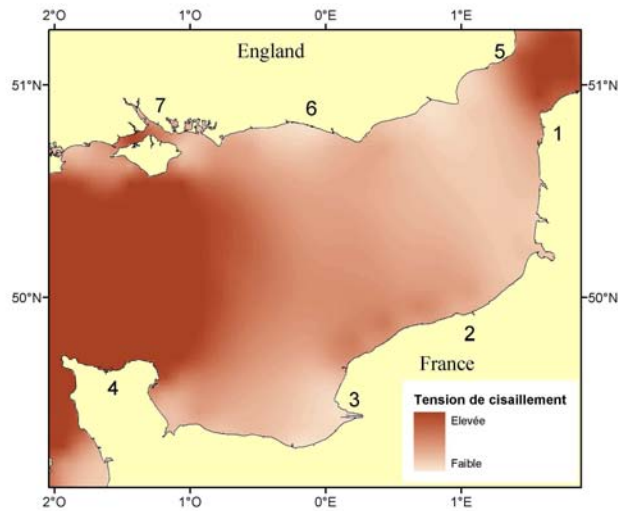 2°O
1°O
0°E
1°E
England
5
51°N
51°N
7
6
1
50°N
50°N
2
France
4
3
Tension de cisaillement
Elevée
Faible
2°O
1°O
0°E
1°E